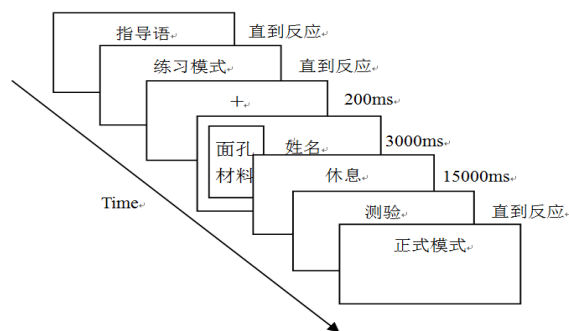 指导语
直到反应
练习模式
直到反应
+
200ms
面孔
材料
姓名
3000ms
休息
15000ms
Time
测验
直到反应
正式模式